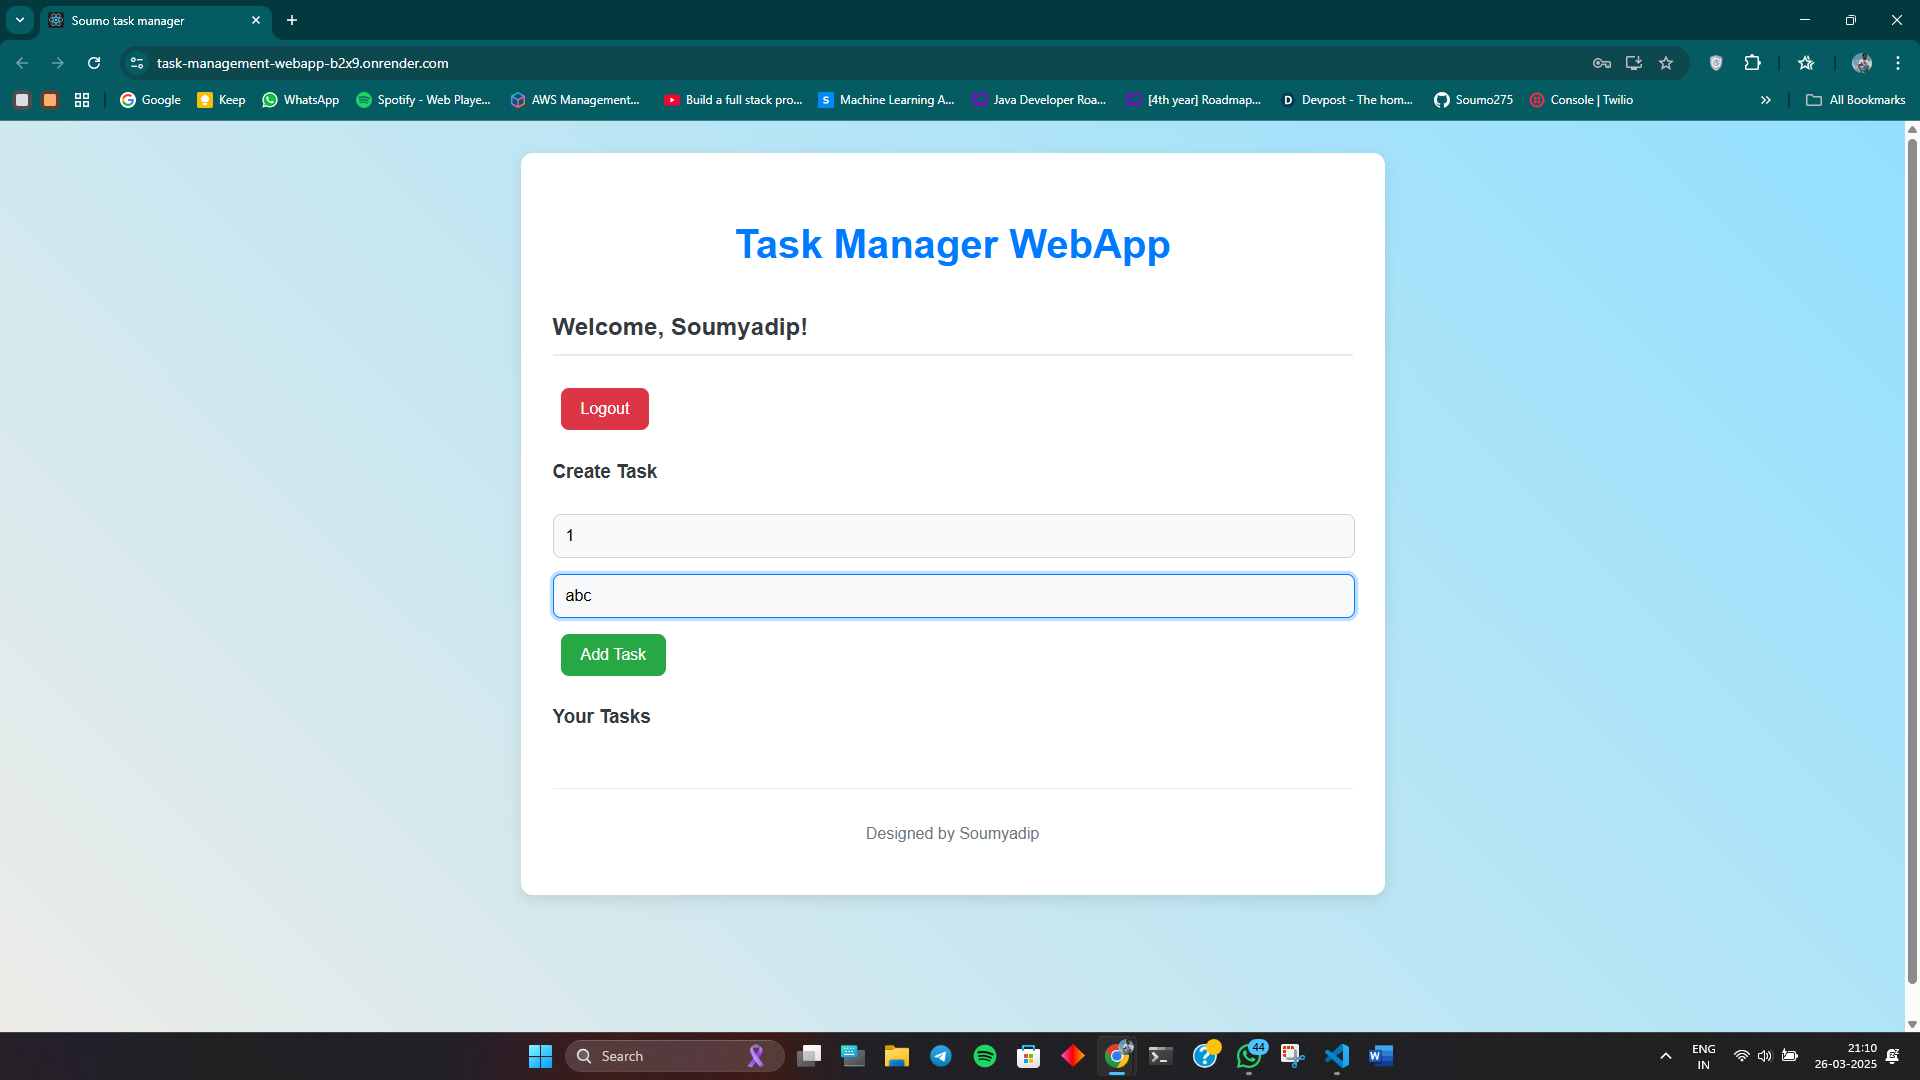 Soumo task manager
task-management-webapp-b2x9.onrender.com
Google Keep WhatsApp Spotify - Web Playe... AWS Management... Build a full stack pro... S Machine Learning A... Java Developer Roa... [4th year] Roadmap... D Devpost - The hom... Soumo275 Console | Twilio » All Bookmarks
Task Manager WebApp
Welcome, Soumyadip!
Logout
Create Task
1
abc
Add Task
Your Tasks
Designed by Soumyadip
Search
44
ENG
IN
21:10
26-03-2025